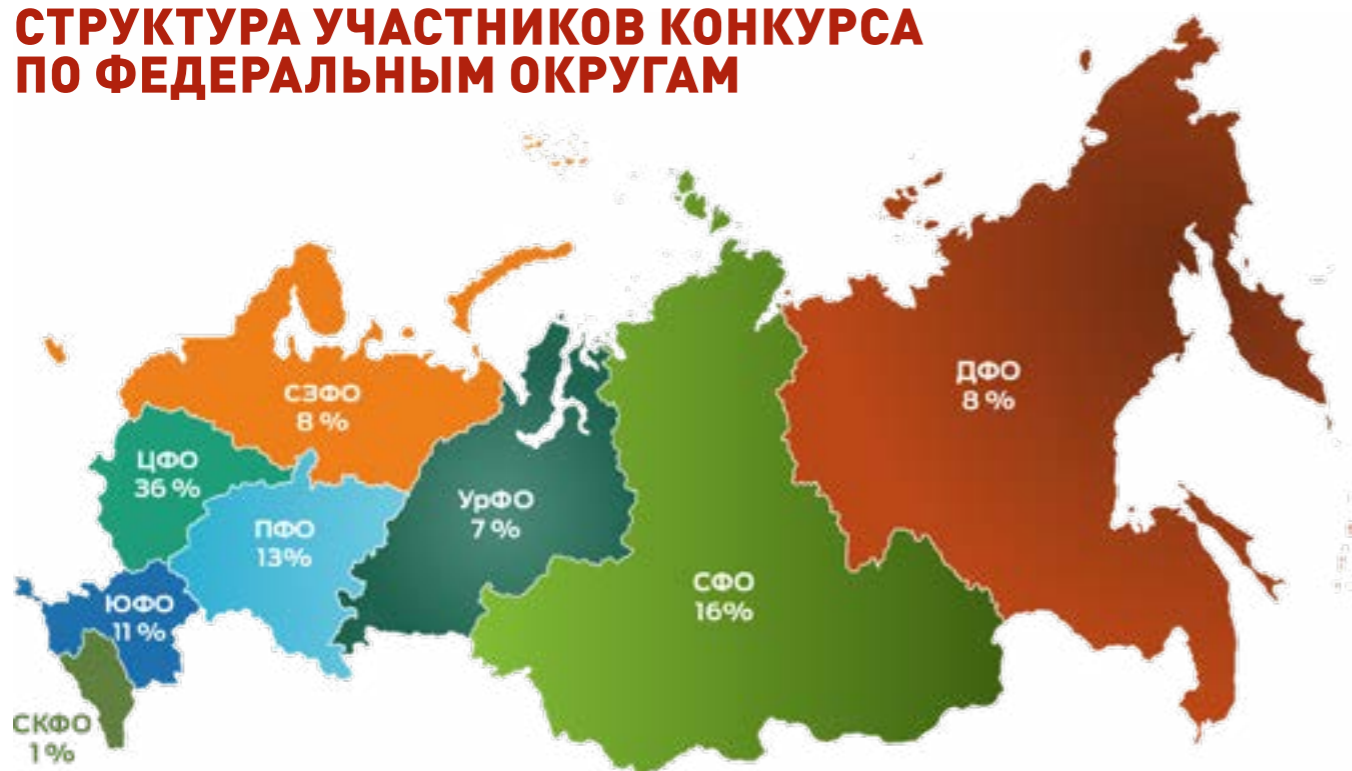 СТРУКТУРА УЧАСТНИКОВ КОНКУРСА
ПО ФЕДЕРАЛЬНЫМ ОКРУГАМ
СЗФО
8 %
ЦФО
36 %
ПФО
13%
УрФО
7 %
ЮФО
11 %
СКФО
1 %
СФО
16%
ДФО
8 %